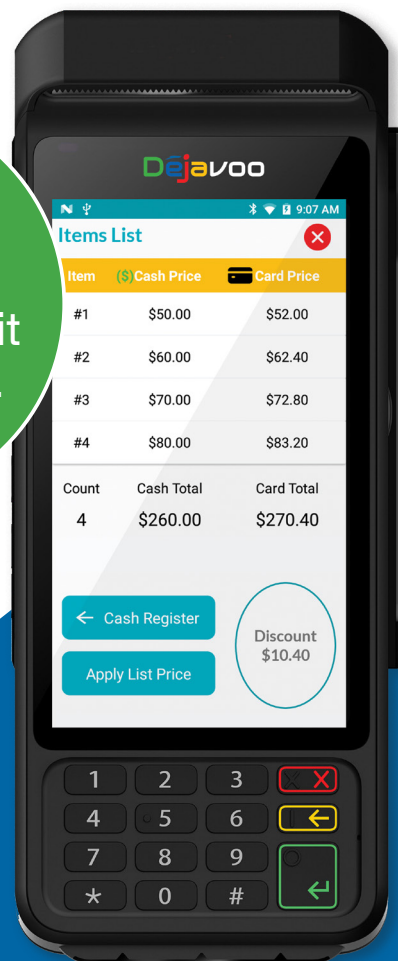 Dejavoo
9:07 AM
Items List
Item ($)Cash Price Card Price
#1 $50.00 $52.00
#2 $60.00 $62.40
#3 $70.00 $72.80
#4 $80.00 $83.20
Count Cash Total Card Total
4 $260.00 $270.40
← Cash Register
Discount
$10.40
Apply List Price
it
1 2 3 X
4 5 6 ←
7 8 9
* 0 # ↵